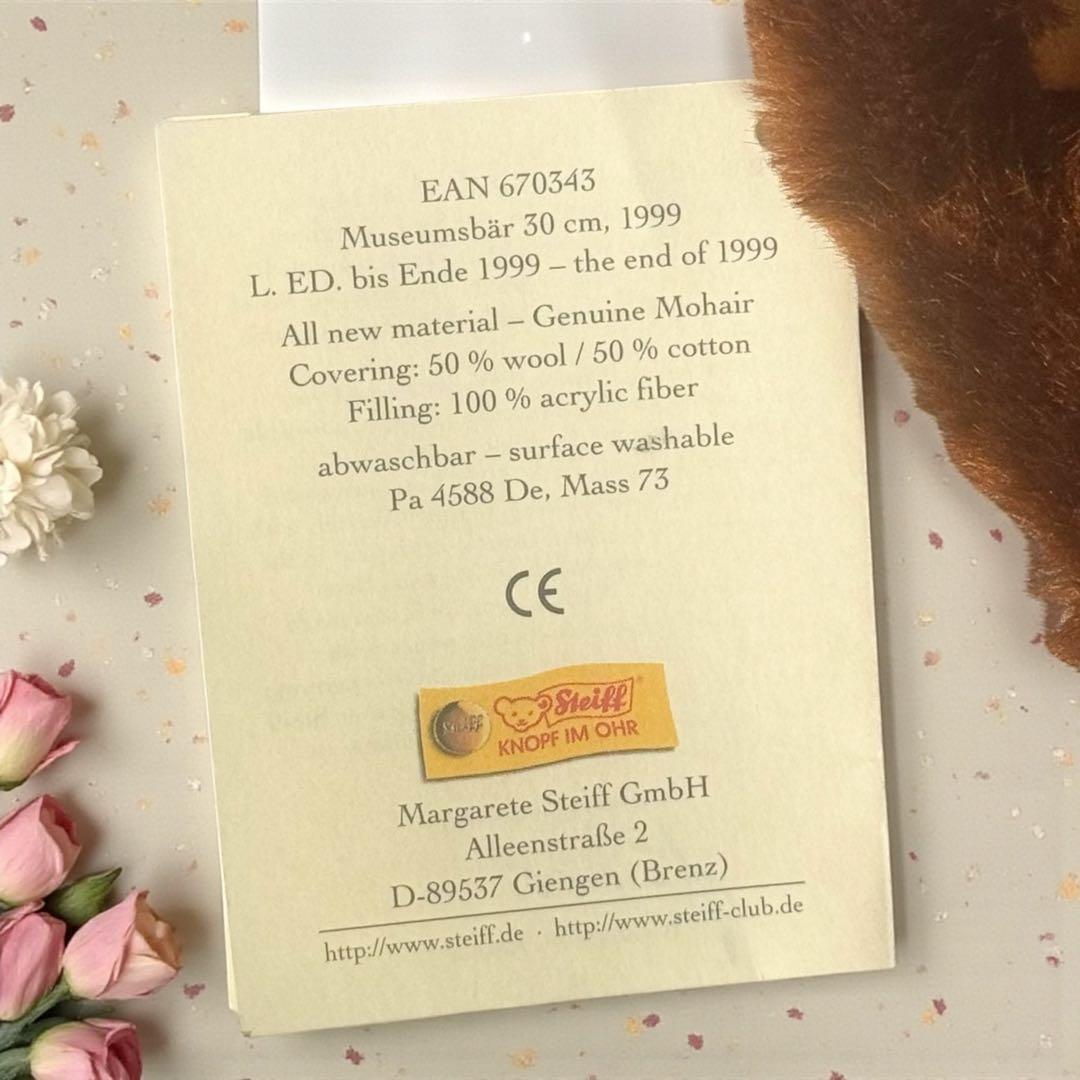 EAN 670343
Museumsbär 30 cm, 1999
L. ED. bis Ende 1999 – the end of 1999
All new material – Genuine Mohair
Covering: 50 % wool / 50 % cotton
Filling: 100 % acrylic fiber
abwaschbar – surface washable
Pa 4588 De, Mass 73
CE
Steiff
Steiff®
KNOPF IM OHR
Margarete Steiff GmbH
Alleenstraße 2
D-89537 Giengen (Brenz)
http://www.steiff.de · http://www.steiff-club.de